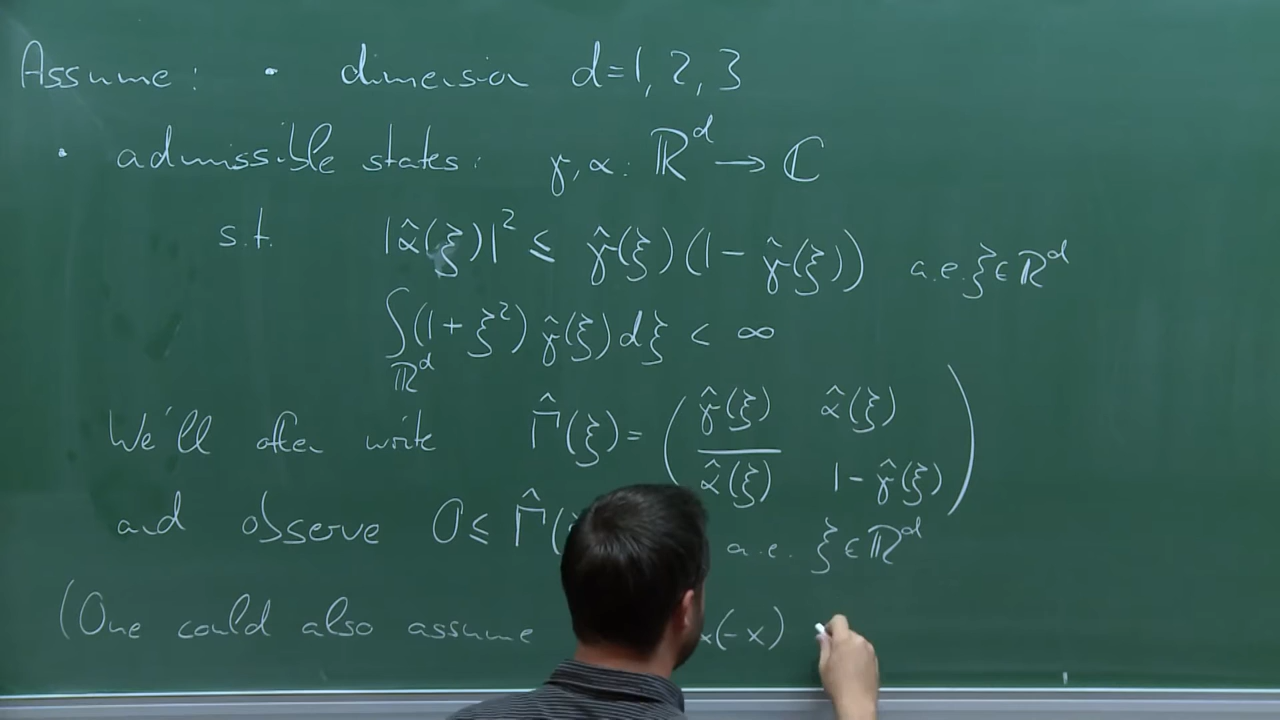 Assume: • dimension d=1, 2, 3
• admissible states: γ, α: ℝ^d → ℂ
s.t. |α̂(ξ)|² ≤ γ̂(ξ)(1 − γ̂(ξ)) a.e. ξ ∈ ℝ^d
∫_{ℝ^d} (1 + ξ²) γ̂(ξ) dξ < ∞
We'll often write Γ̂(ξ) = ( γ̂(ξ) α̂(ξ)
\overline{α̂(ξ)} 1 − γ̂(ξ) )
and observe 0 ≤ Γ̂( a.e. ξ ∈ ℝ^d
(One could also assume (−x)